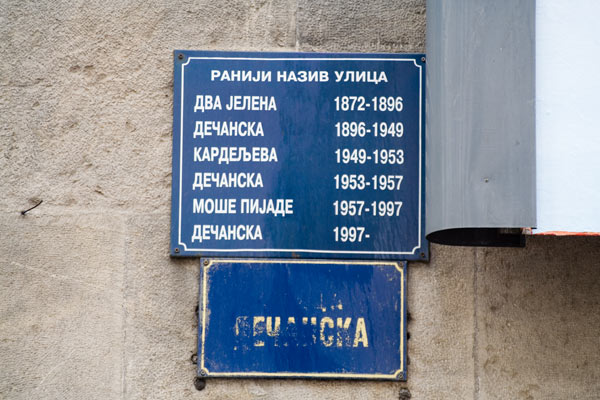 РАНИЈИ НАЗИВ УЛИЦА
ДВА ЈЕЛЕНА 1872-1896
ДЕЧАНСКА 1896-1949
КАРДЕЉЕВА 1949-1953
ДЕЧАНСКА 1953-1957
МОШЕ ПИЈАДЕ 1957-1997
ДЕЧАНСКА 1997-
ДЕЧАНСКА